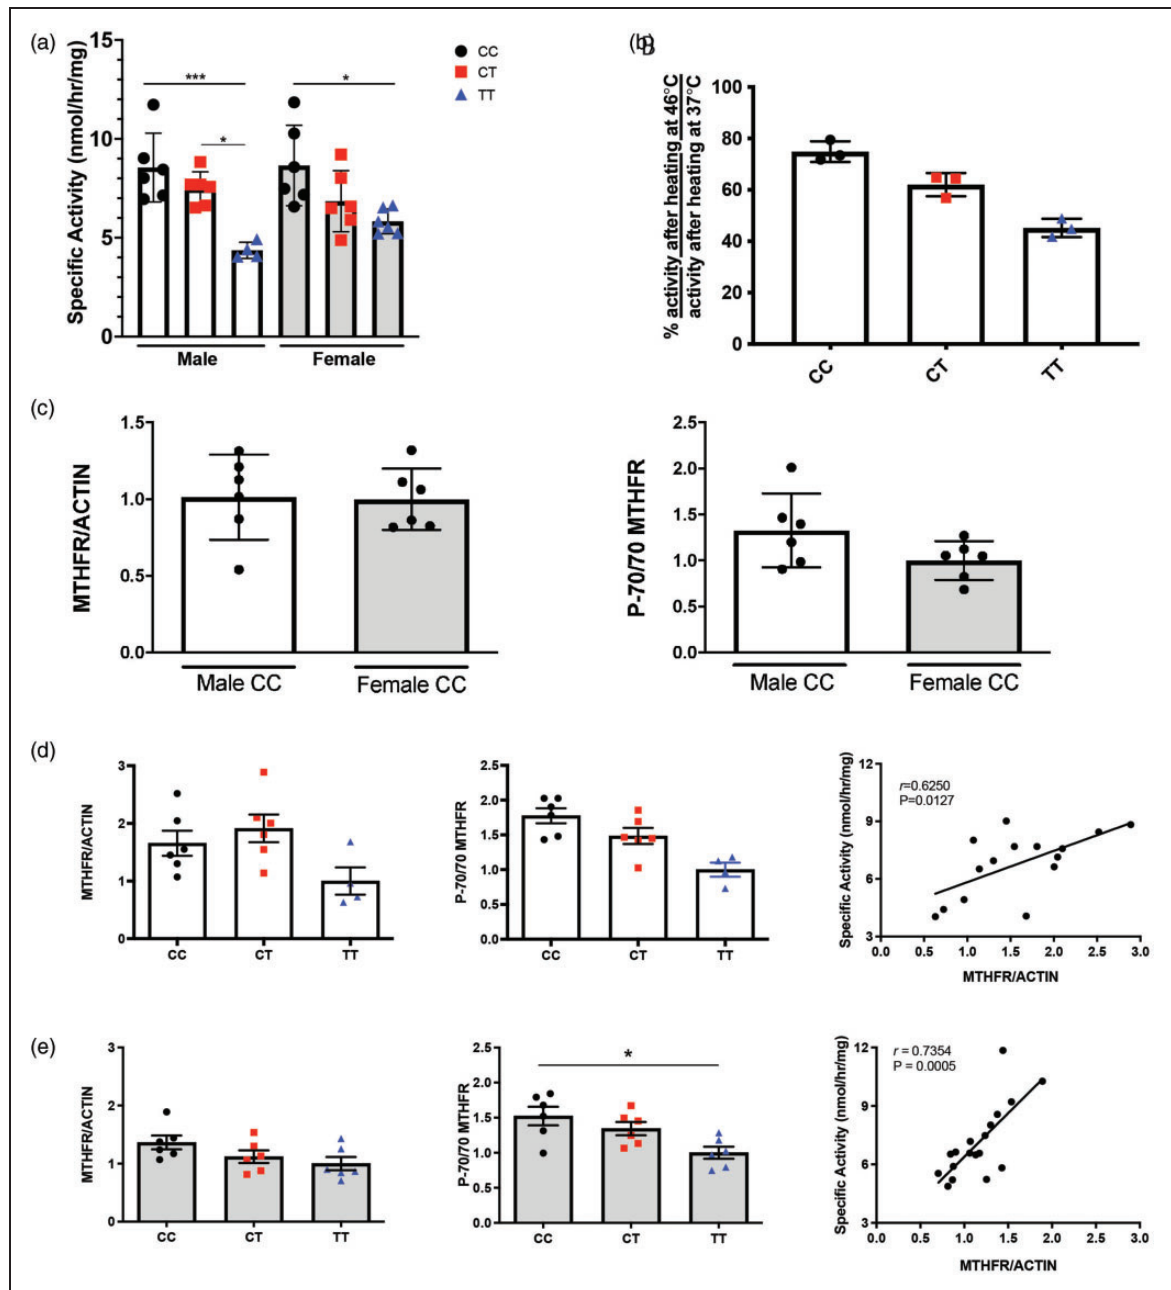 (a)
Specific Activity (nmol/hr/mg)
15
10
5
0
***
*
*
Male
Female
CC
CT
TT
(b)
B
% activity after heating at 46°C
activity after heating at 37°C
100
80
60
40
20
0
CC
CT
TT
(c)
MTHFR/ACTIN
1.5
1.0
0.5
0.0
Male CC
Female CC
P-70/70 MTHFR
2.5
2.0
1.5
1.0
0.5
0.0
Male CC
Female CC
(d)
MTHFR/ACTIN
3
2
1
0
CC
CT
TT
P-70/70 MTHFR
2.5
2.0
1.5
1.0
0.5
0.0
CC
CT
TT
Specific Activity (nmol/hr/mg)
12
9
6
3
r=0.6250
P=0.0127
0.0 0.5 1.0 1.5 2.0 2.5 3.0
MTHFR/ACTIN
(e)
MTHFR/ACTIN
3
2
1
0
CC
CT
TT
P-70/70 MTHFR
2.5
2.0
1.5
1.0
0.5
0.0
*
CC
CT
TT
Specific Activity (nmol/hr/mg)
12
9
6
3
r = 0.7354
P = 0.0005
0.0 0.5 1.0 1.5 2.0 2.5 3.0
MTHFR/ACTIN